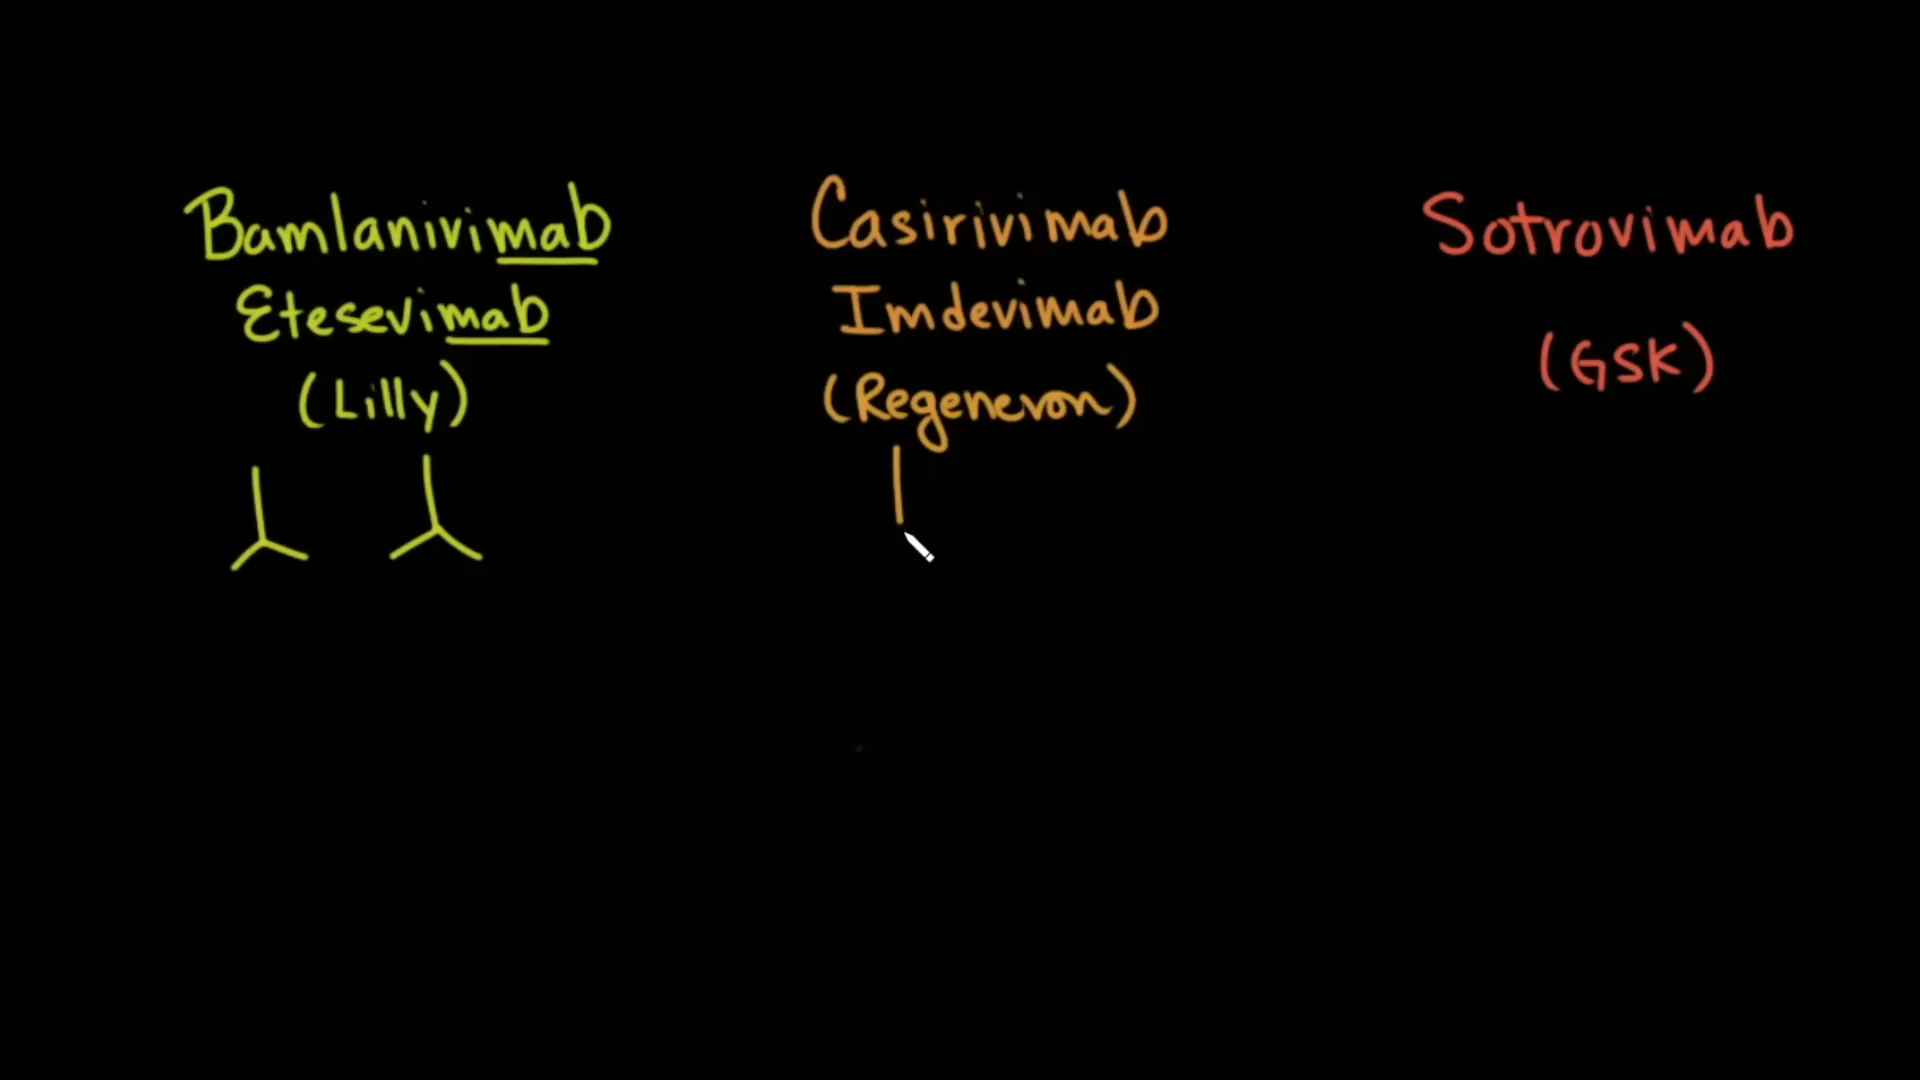 Bamlanivimab
Etesevimab
(Lilly)
Casirivimab
Imdevimab
(Regeneron)
Sotrovimab
(GSK)